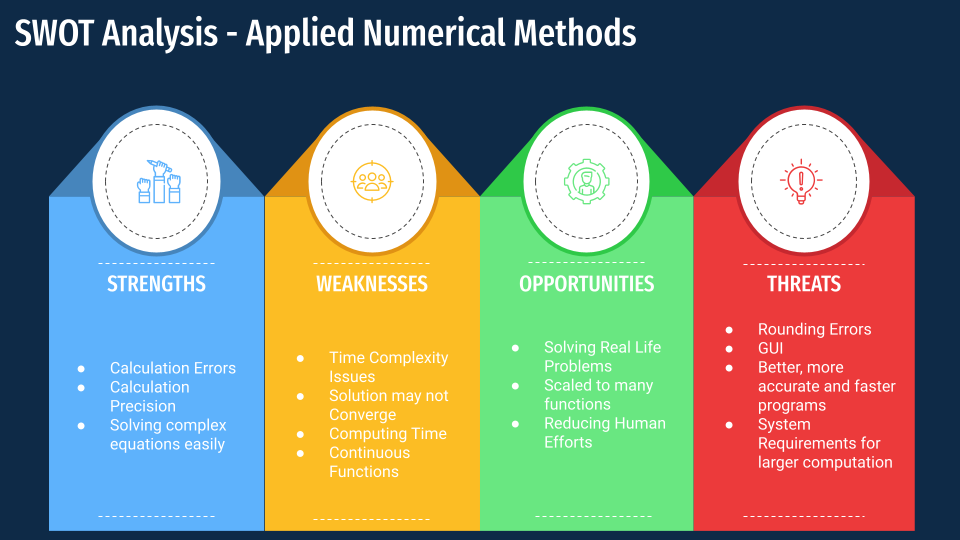 SWOT Analysis - Applied Numerical Methods
STRENGTHS
● Calculation Errors
● Calculation
Precision
● Solving complex
equations easily
WEAKNESSES
● Time Complexity
Issues
● Solution may not
Converge
● Computing Time
● Continuous
Functions
OPPORTUNITIES
● Solving Real Life
Problems
● Scaled to many
functions
● Reducing Human
Efforts
THREATS
● Rounding Errors
● GUI
● Better, more
accurate and faster
programs
● System
Requirements for
larger computation